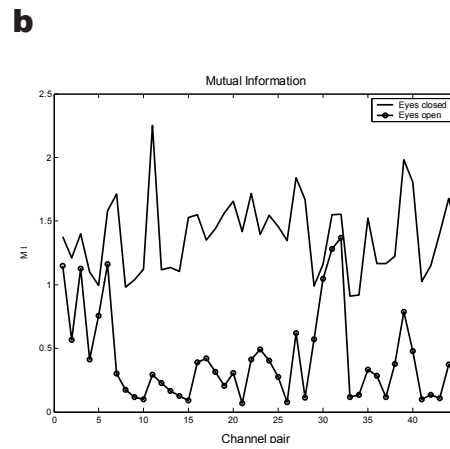 b
Mutual Information
Eyes closed
Eyes open
2.5
2
1.5
1
0.5
0
M I
0 5 10 15 20 25 30 35 40
Channel pair